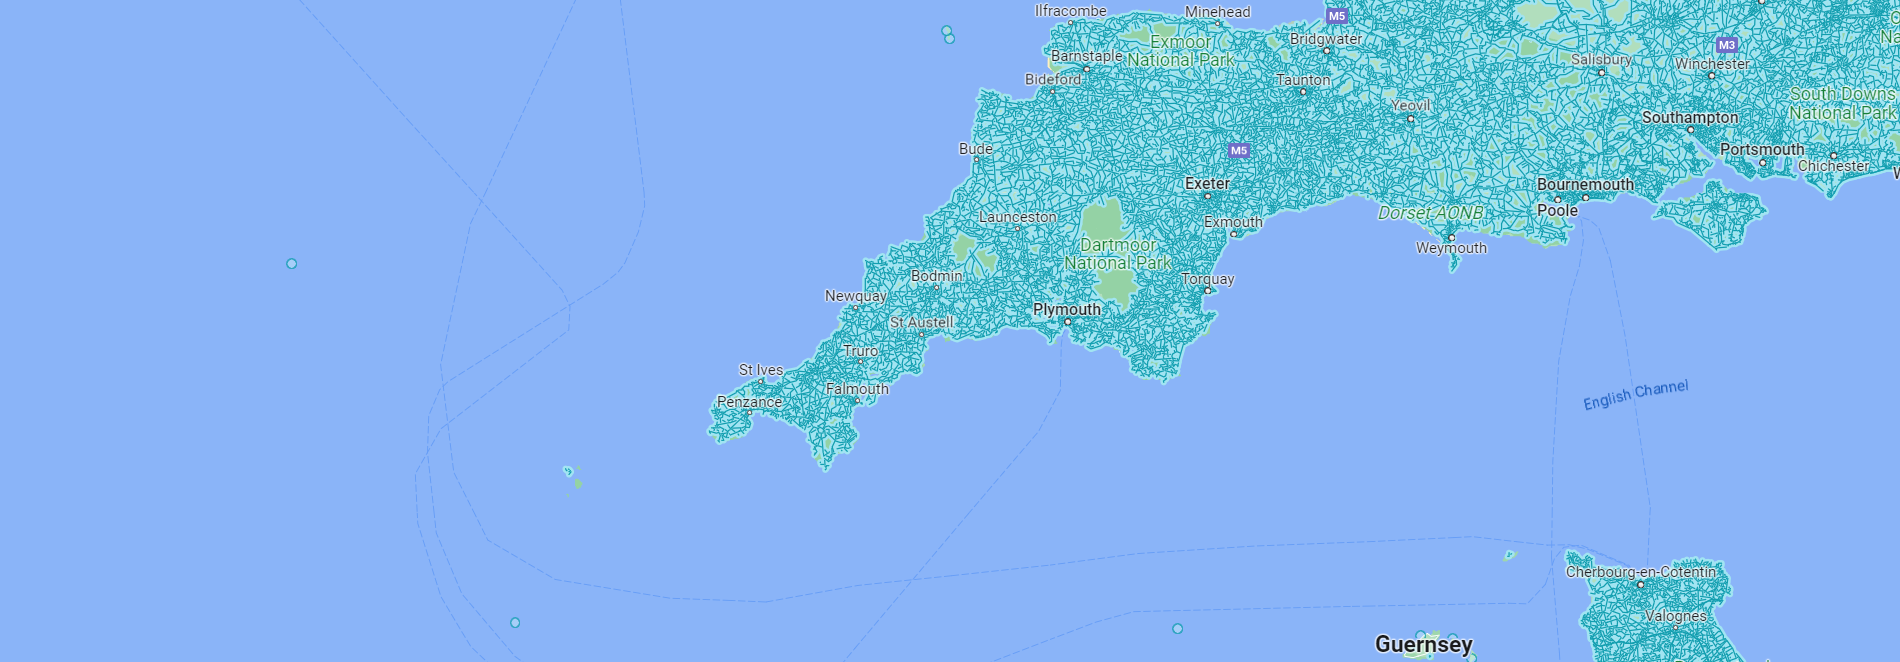 Ilfracombe
Minehead
M5
Bridgwater
Exmoor
National Park
Barnstaple
Bideford
Taunton
M3
Salisbury
Winchester
Yeovil
South Downs
National Park
Southampton
Portsmouth
Chichester
Bude
M5
Exeter
Bournemouth
Poole
Launceston
Exmouth
Dorset AONB
Weymouth
Dartmoor
National Park
Bodmin
Torquay
Newquay
Plymouth
St Austell
Truro
St Ives
Falmouth
Penzance
English Channel
Cherbourg-en-Cotentin
Valognes
Guernsey